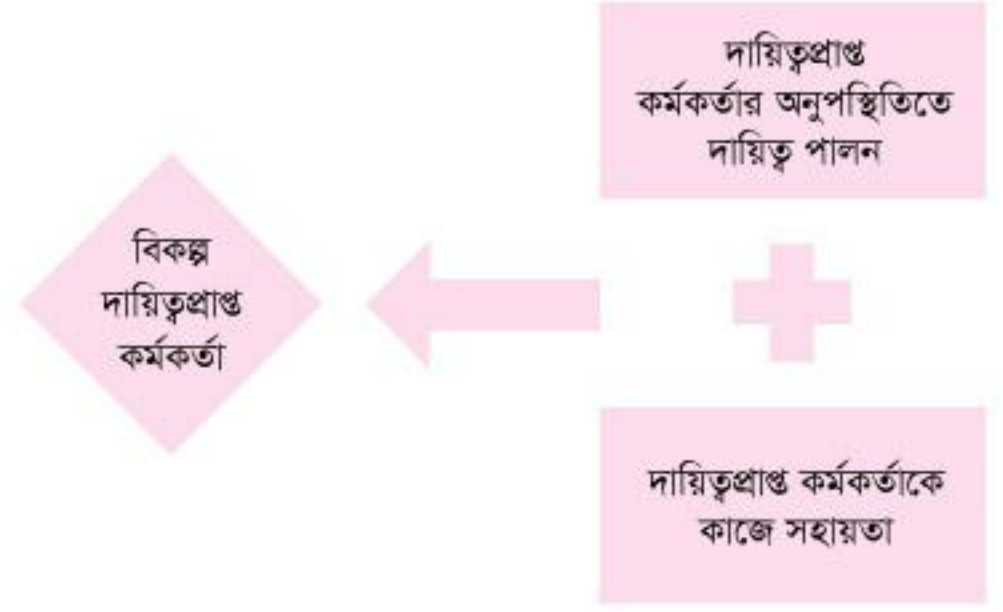 দায়িত্বপ্রাপ্ত
কর্মকর্তার অনুপস্থিতিতে
দায়িত্ব পালন
বিকল্প
দায়িত্বপ্রাপ্ত
কর্মকর্তা
দায়িত্বপ্রাপ্ত কর্মকর্তাকে
কাজে সহায়তা